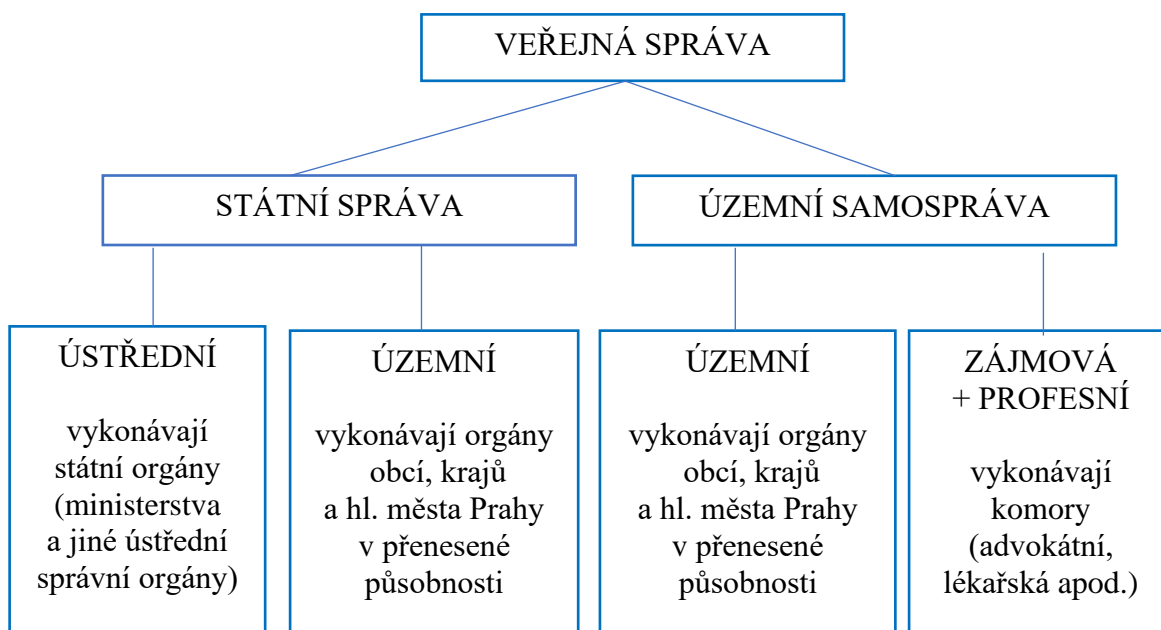 VEŘEJNÁ SPRÁVA
STÁTNÍ SPRÁVA
ÚZEMNÍ SAMOSPRÁVA
ÚSTŘEDNÍ
vykonávají
státní orgány
(ministerstva
a jiné ústřední
správní orgány)
ÚZEMNÍ
vykonávají orgány
obcí, krajů
a hl. města Prahy
v přenesené
působnosti
ÚZEMNÍ
vykonávají orgány
obcí, krajů
a hl. města Prahy
v přenesené
působnosti
ZÁJMOVÁ
+ PROFESNÍ
vykonávají
komory
(advokátní,
lékařská apod.)